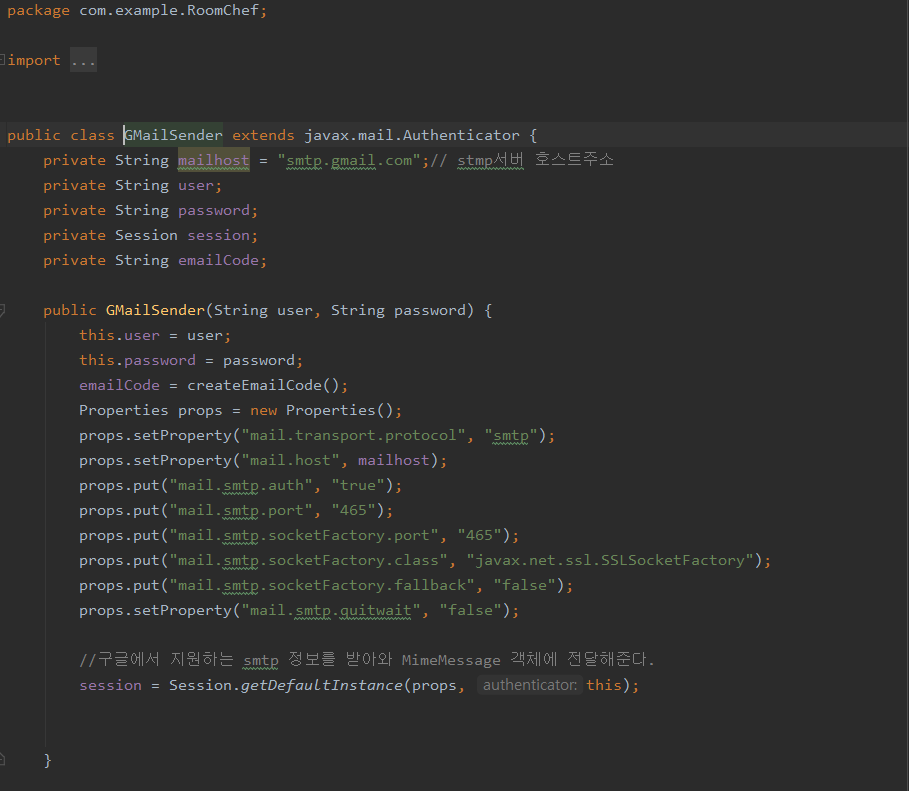 package com.example.RoomChef;
import ...
public class GMailSender extends javax.mail.Authenticator {
private String mailhost = "smtp.gmail.com";// stmp서버 호스트주소
private String user;
private String password;
private Session session;
private String emailCode;
public GMailSender(String user, String password) {
this.user = user;
this.password = password;
emailCode = createEmailCode();
Properties props = new Properties();
props.setProperty("mail.transport.protocol", "smtp");
props.setProperty("mail.host", mailhost);
props.put("mail.smtp.auth", "true");
props.put("mail.smtp.port", "465");
props.put("mail.smtp.socketFactory.port", "465");
props.put("mail.smtp.socketFactory.class", "javax.net.ssl.SSLSocketFactory");
props.put("mail.smtp.socketFactory.fallback", "false");
props.setProperty("mail.smtp.quitwait", "false");
//구글에서 지원하는 smtp 정보를 받아와 MimeMessage 객체에 전달해준다.
session = Session.getDefaultInstance(props, authenticator: this);
}